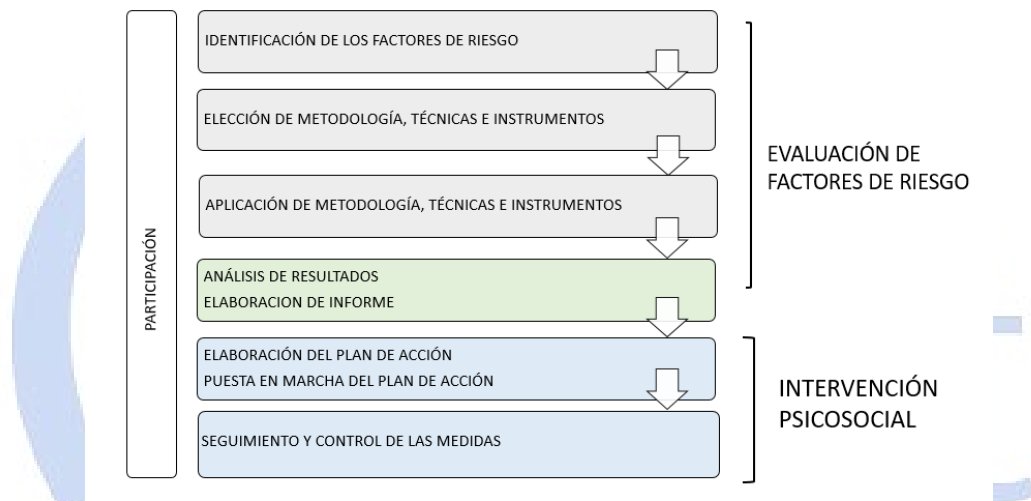 IDENTIFICACIÓN DE LOS FACTORES DE RIESGO
ELECCIÓN DE METODOLOGÍA, TÉCNICAS E INSTRUMENTOS
APLICACIÓN DE METODOLOGÍA, TÉCNICAS E INSTRUMENTOS
ANÁLISIS DE RESULTADOS
ELABORACION DE INFORME
ELABORACIÓN DEL PLAN DE ACCIÓN
PUESTA EN MARCHA DEL PLAN DE ACCIÓN
SEGUIMIENTO Y CONTROL DE LAS MEDIDAS
PARTICIPACIÓN
EVALUACIÓN DE
FACTORES DE RIESGO
INTERVENCIÓN
PSICOSOCIAL